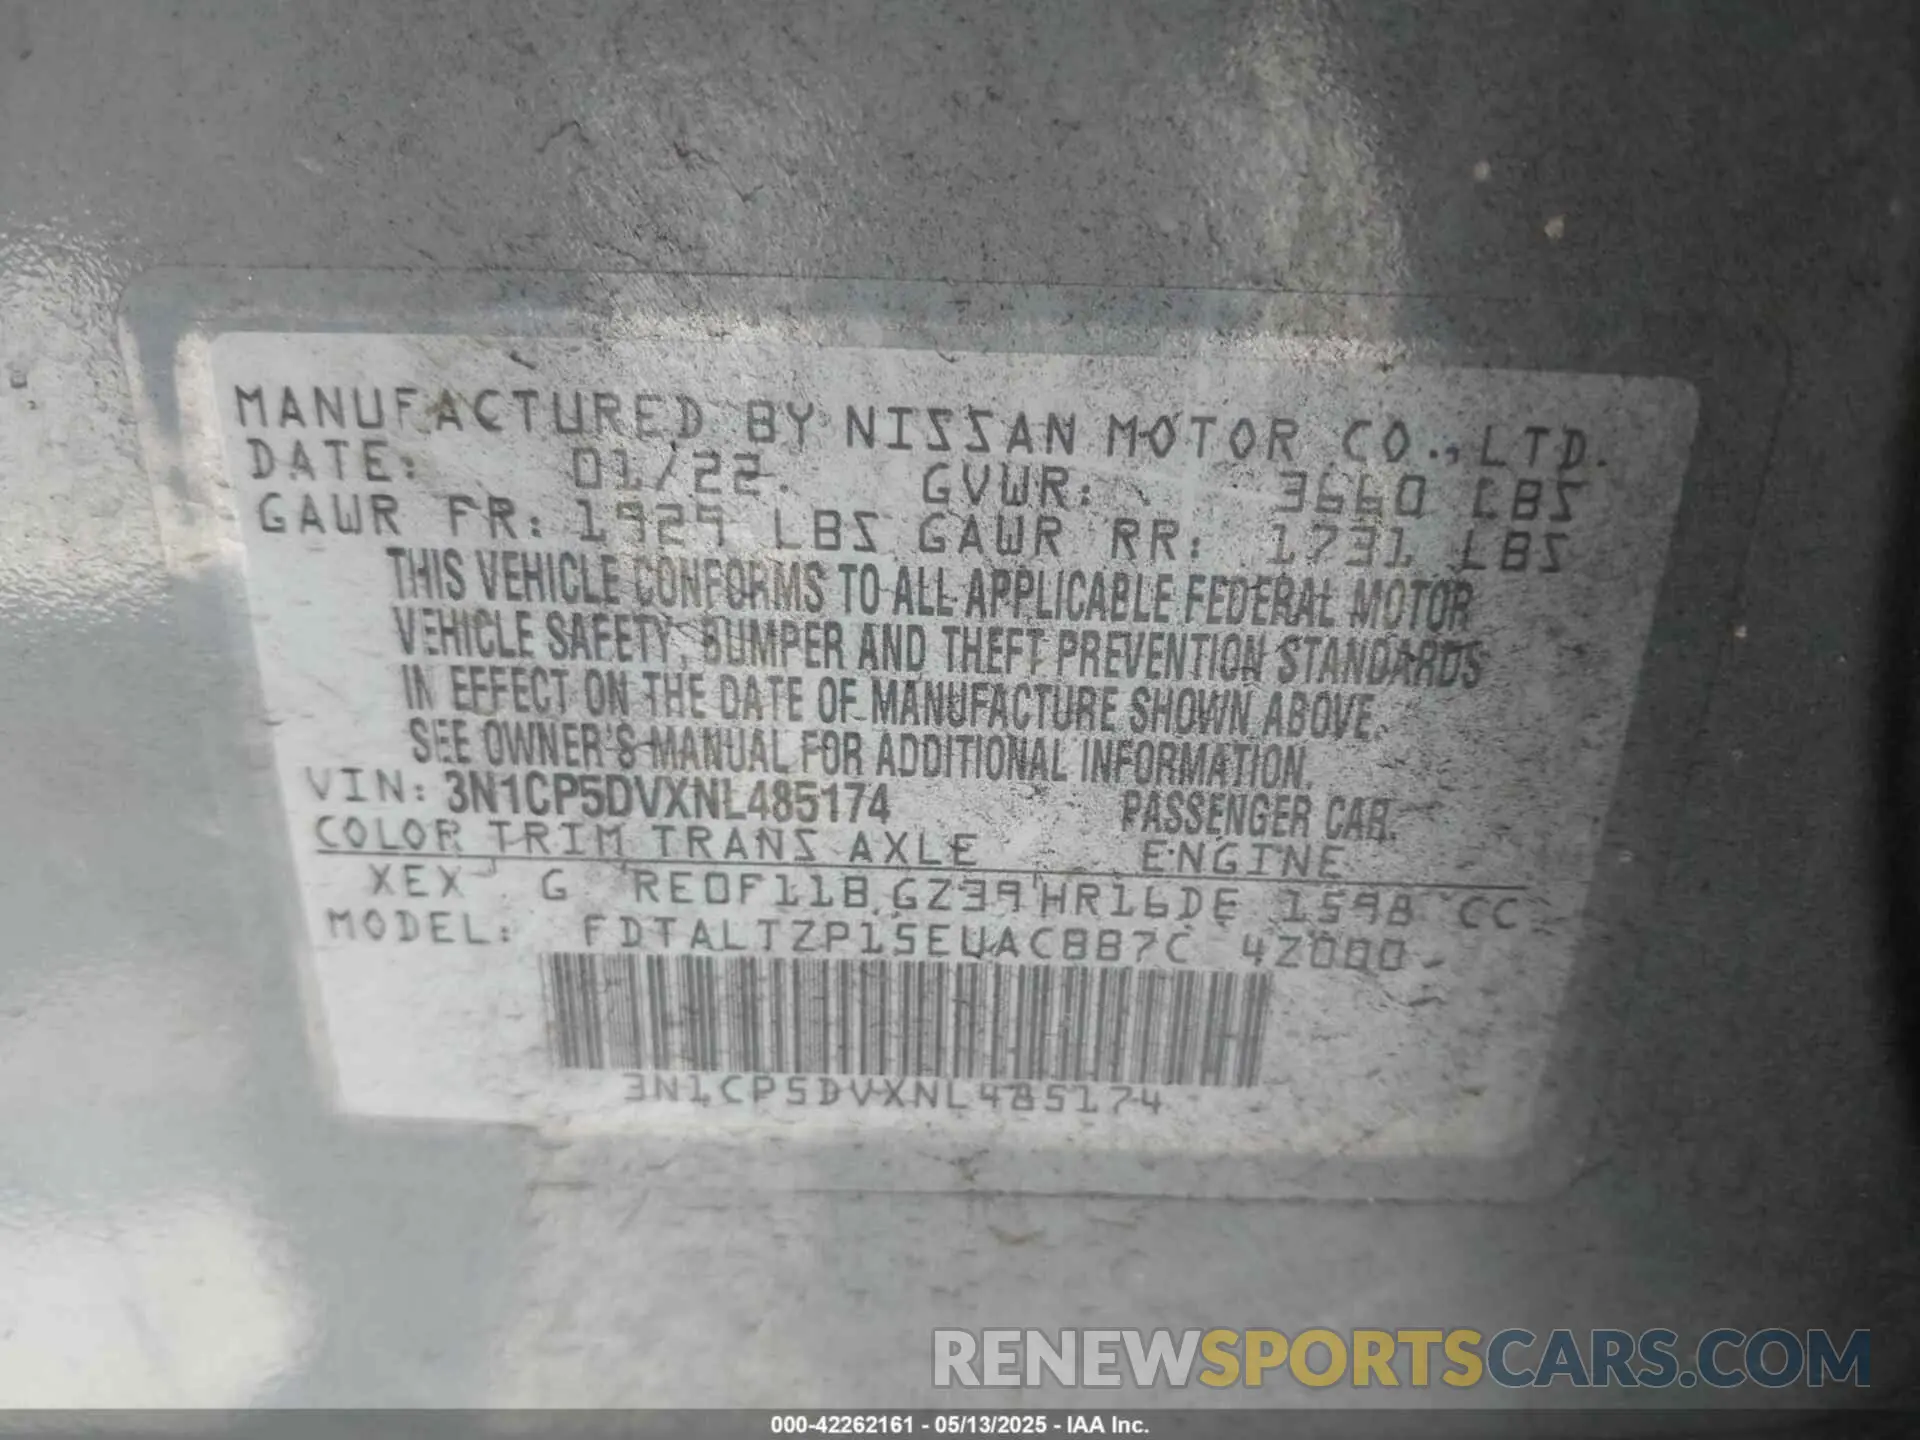 MANUFACTURED BY NISSAN MOTOR CO., LTD.
DATE: 01/22 GVWR: 3660 LBS
GAWR FR: 1929 LBS GAWR RR: 1731 LBS
THIS VEHICLE CONFORMS TO ALL APPLICABLE FEDERAL MOTOR
VEHICLE SAFETY, BUMPER AND THEFT PREVENTION STANDARDS
IN EFFECT ON THE DATE OF MANUFACTURE SHOWN ABOVE.
SEE OWNER'S MANUAL FOR ADDITIONAL INFORMATION.
VIN: 3N1CP5DVXNL485174 PASSENGER CAR
COLOR TRIM TRANS AXLE ENGINE
XEX G RE0F11B GZ39 HR16DE 1598 CC
MODEL: FDTALTZP15EUACBB7C 4Z000
3N1CP5DVXNL485174
RENEWSPORTSCARS.COM
000-42262161 - 05/13/2025 - IAA Inc.